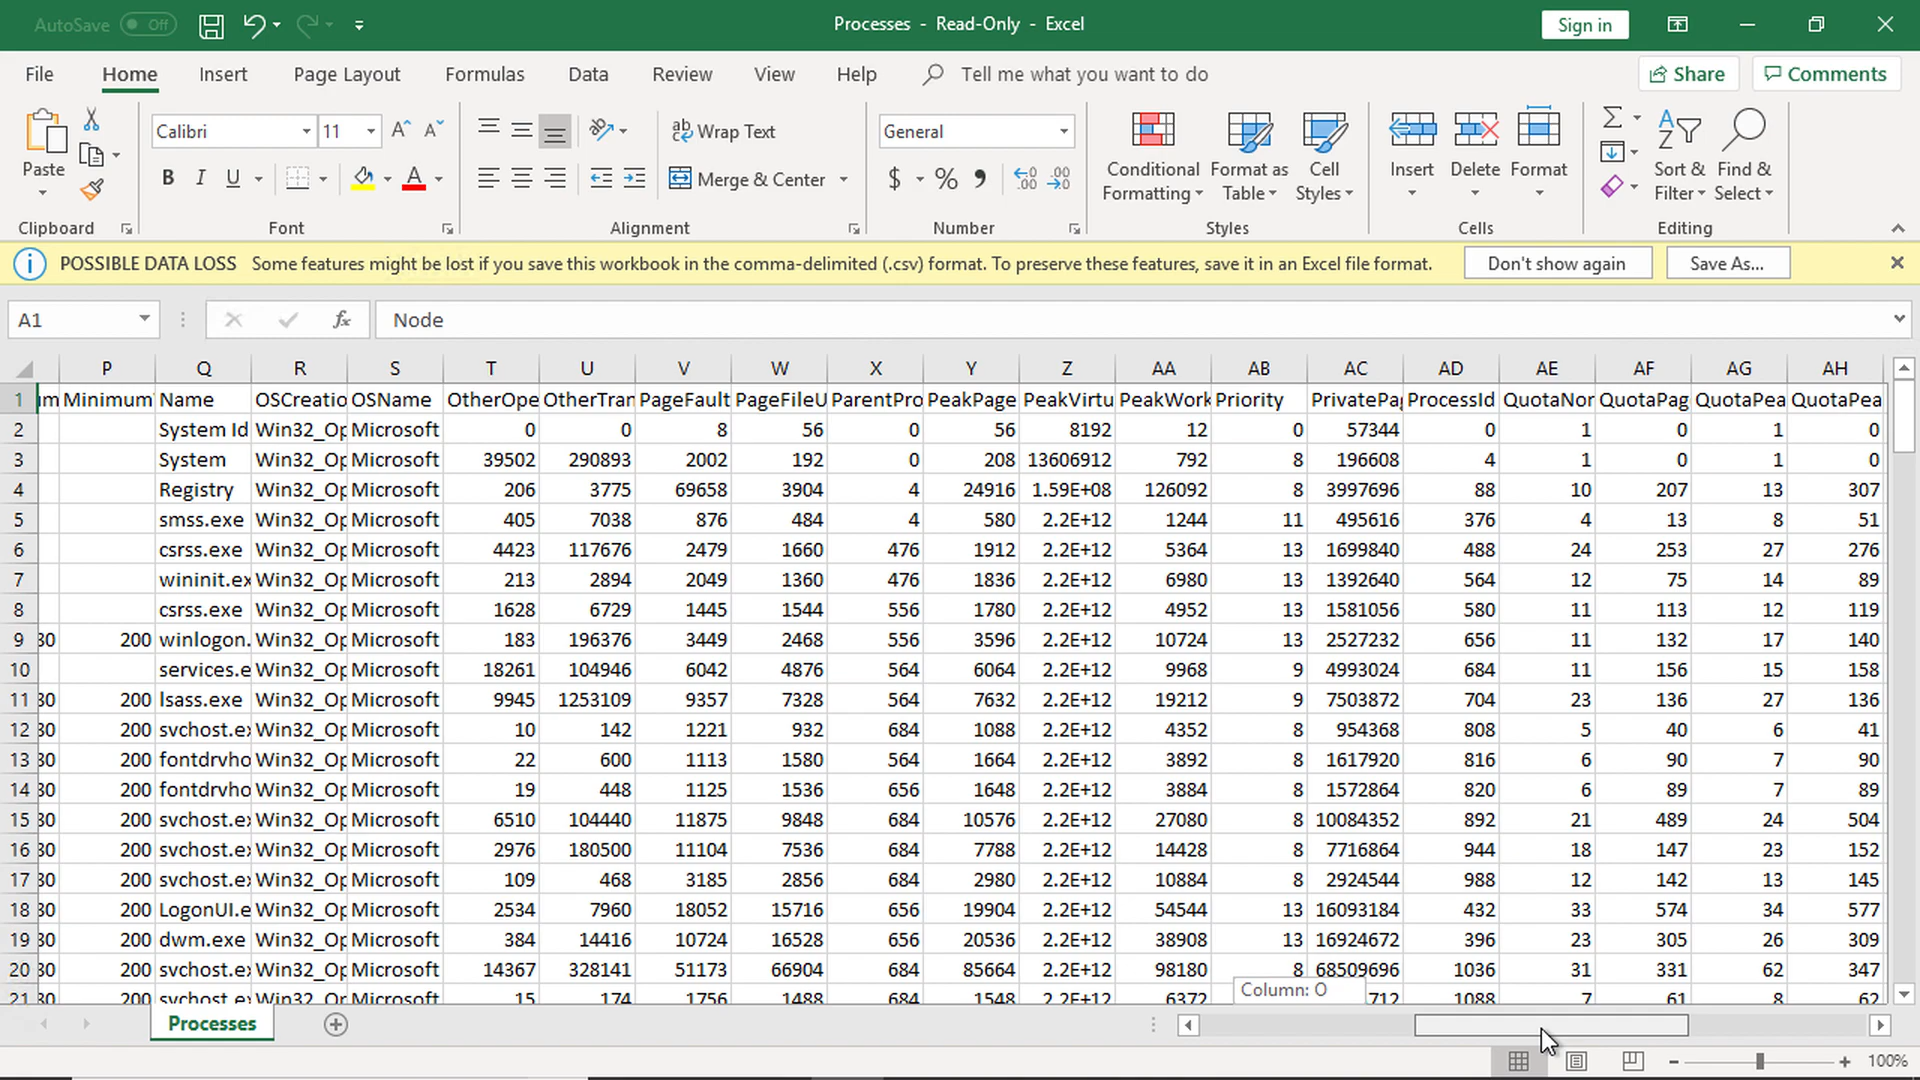 AutoSave Off Processes - Read-Only - Excel Sign in
File Home Insert Page Layout Formulas Data Review View Help Tell me what you want to do Share Comments
Paste Calibri 11 Wrap Text General Conditional Formatting Format as Table Cell Styles Insert Delete Format Sort & Filter Find & Select
B I U A Merge & Center $ % 9 .00
Clipboard Font Alignment Number Styles Cells Editing
POSSIBLE DATA LOSS Some features might be lost if you save this workbook in the comma-delimited (.csv) format. To preserve these features, save it in an Excel file format. Don't show again Save As...
A1 fx Node
P Q R S T U V W X Y Z AA AB AC AD AE AF AG AH
1 Minimum Name OSCreatio OSName OtherOpe OtherTran PageFault PageFileU ParentPro PeakPage PeakVirtu PeakWork Priority PrivatePag ProcessId QuotaNor QuotaPag QuotaPea QuotaPea
2 System Id Win32_Op Microsoft 0 0 8 56 0 56 8192 12 0 57344 0 1 0 1 0
3 System Win32_Op Microsoft 39502 290893 2002 192 0 208 13606912 792 8 196608 4 1 0 1 0
4 Registry Win32_Op Microsoft 206 3775 69658 3904 4 24916 1.59E+08 126092 8 3997696 88 10 207 13 307
5 smss.exe Win32_Op Microsoft 405 7038 876 484 4 580 2.2E+12 1244 11 495616 376 4 13 8 51
6 csrss.exe Win32_Op Microsoft 4423 117676 2479 1660 476 1912 2.2E+12 5364 13 1699840 488 24 253 27 276
7 wininit.ex Win32_Op Microsoft 213 2894 2049 1360 476 1836 2.2E+12 6980 13 1392640 564 12 75 14 89
8 csrss.exe Win32_Op Microsoft 1628 6729 1445 1544 556 1780 2.2E+12 4952 13 1581056 580 11 113 12 119
9 30 200 winlogon. Win32_Op Microsoft 183 196376 3449 2468 556 3596 2.2E+12 10724 13 2527232 656 11 132 17 140
10 services.e Win32_Op Microsoft 18261 104946 6042 4876 564 6064 2.2E+12 9968 9 4993024 684 11 156 15 158
11 30 200 lsass.exe Win32_Op Microsoft 9945 1253109 9357 7328 564 7632 2.2E+12 19212 9 7503872 704 23 136 27 136
12 30 200 svchost.e Win32_Op Microsoft 10 142 1221 932 684 1088 2.2E+12 4352 8 954368 808 5 40 6 41
13 30 200 fontdrvho Win32_Op Microsoft 22 600 1113 1580 564 1664 2.2E+12 3892 8 1617920 816 6 90 7 90
14 30 200 fontdrvho Win32_Op Microsoft 19 448 1125 1536 656 1648 2.2E+12 3884 8 1572864 820 6 89 7 89
15 30 200 svchost.e Win32_Op Microsoft 6510 104440 11875 9848 684 10576 2.2E+12 27080 8 10084352 892 21 489 24 504
16 30 200 svchost.e Win32_Op Microsoft 2976 180500 11104 7536 684 7788 2.2E+12 14428 8 7716864 944 18 147 23 152
17 30 200 svchost.e Win32_Op Microsoft 109 468 3185 2856 684 2980 2.2E+12 10884 8 2924544 988 12 142 13 145
18 30 200 LogonUI.e Win32_Op Microsoft 2534 7960 18052 15716 656 19904 2.2E+12 54544 13 16093184 432 33 574 34 577
19 30 200 dwm.exe Win32_Op Microsoft 384 14416 10724 16528 656 20536 2.2E+12 38908 13 16924672 396 23 305 26 309
20 30 200 svchost.e Win32_Op Microsoft 14367 328141 51173 66904 684 85664 2.2E+12 98180 8 68509696 1036 31 331 62 347
21 30 200 svchost.e Win32_Op Microsoft 15 174 1756 1488 684 1548 2.2E+12 6372 712 1088 7 61 8 62
Column: O
Processes
100%